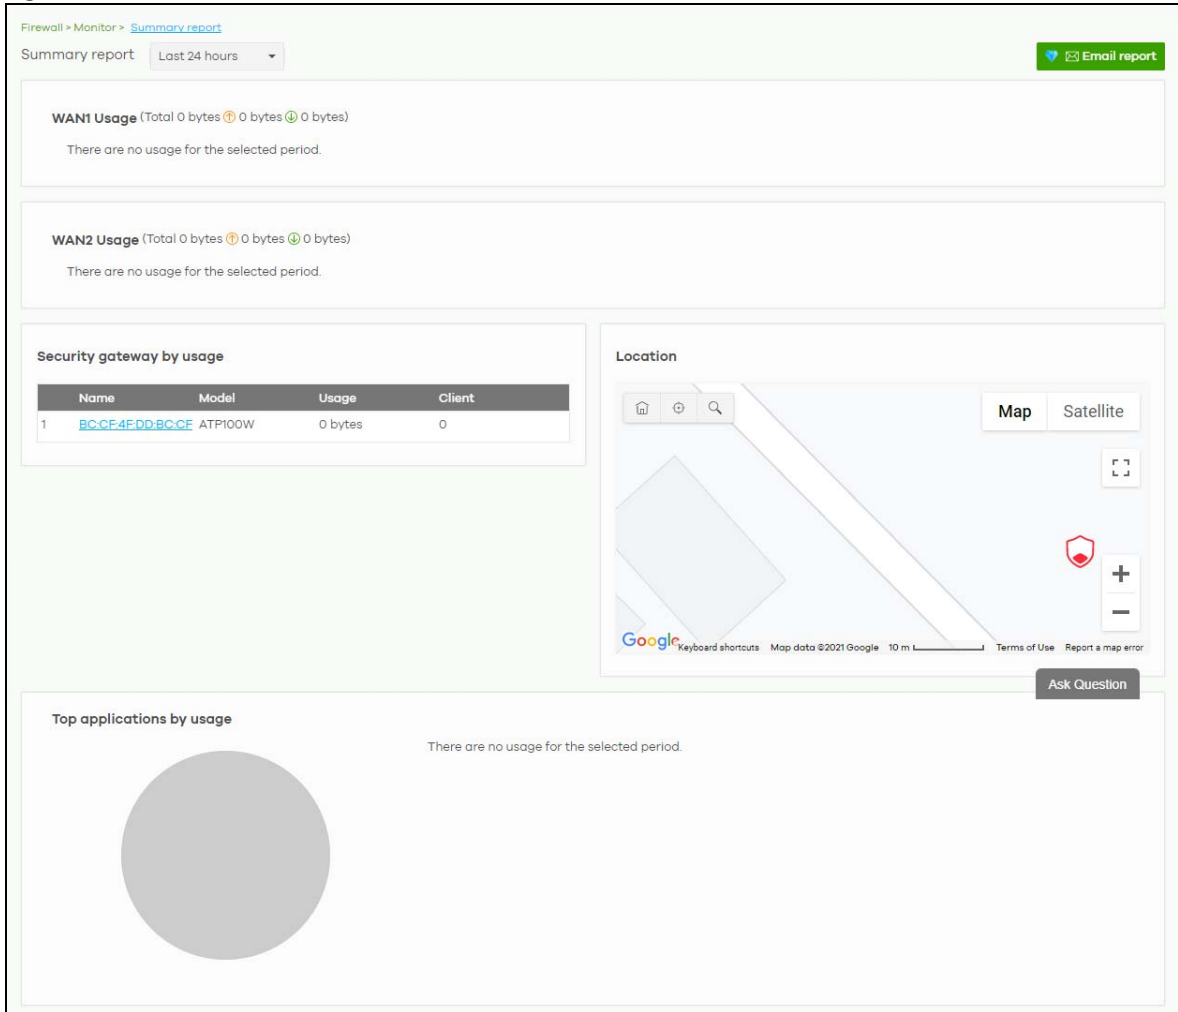 Firewall > Monitor > Summary report
Summary report Last 24 hours
Email report
WAN1 Usage (Total 0 bytes 0 bytes 0 bytes)
There are no usage for the selected period.
WAN2 Usage (Total 0 bytes 0 bytes 0 bytes)
There are no usage for the selected period.
Security gateway by usage
Name Model Usage Client
1 BC:CF:4F:DD:BC:CF ATP100W 0 bytes 0
Location
Map Satellite
Google Keyboard shortcuts Map data ©2021 Google 10 m Terms of Use Report a map error
Ask Question
Top applications by usage
There are no usage for the selected period.